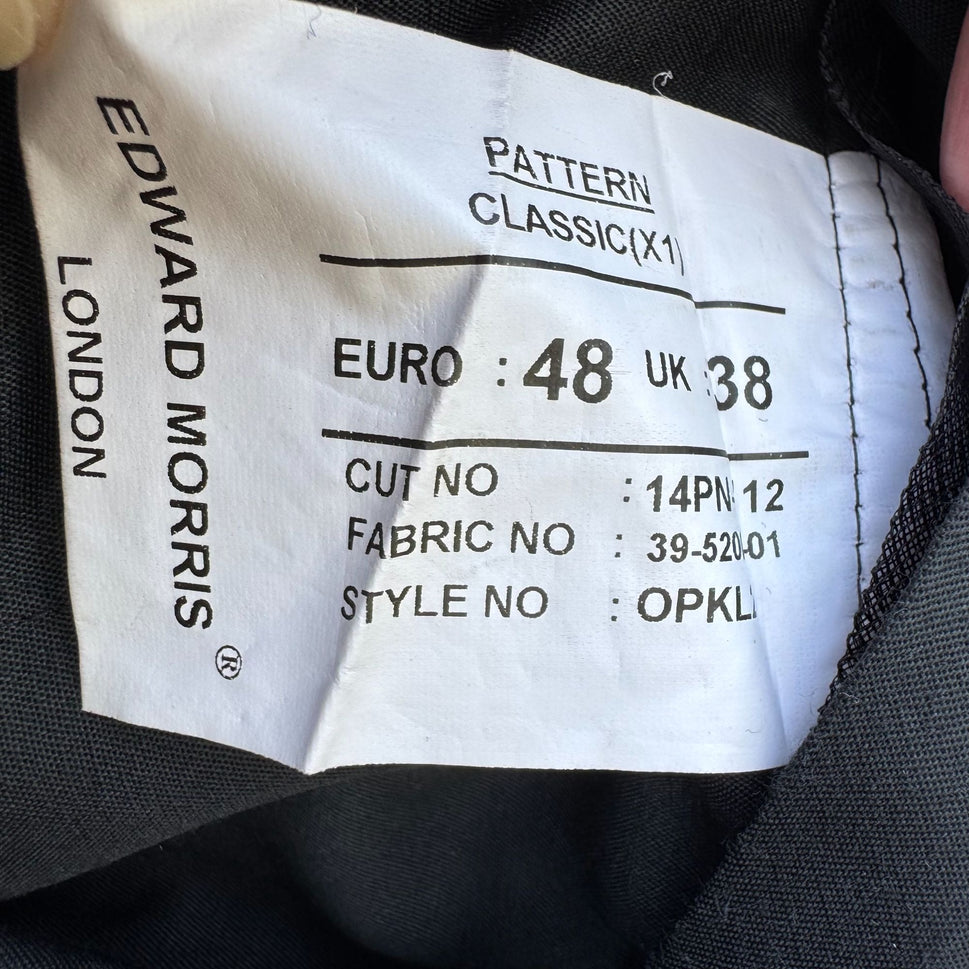 EDWARD MORRIS ®
LONDON
PATTERN
CLASSIC(X1)
EURO : 48 UK :38
CUT NO : 12
FABRIC NO : 39-520-01
STYLE NO :